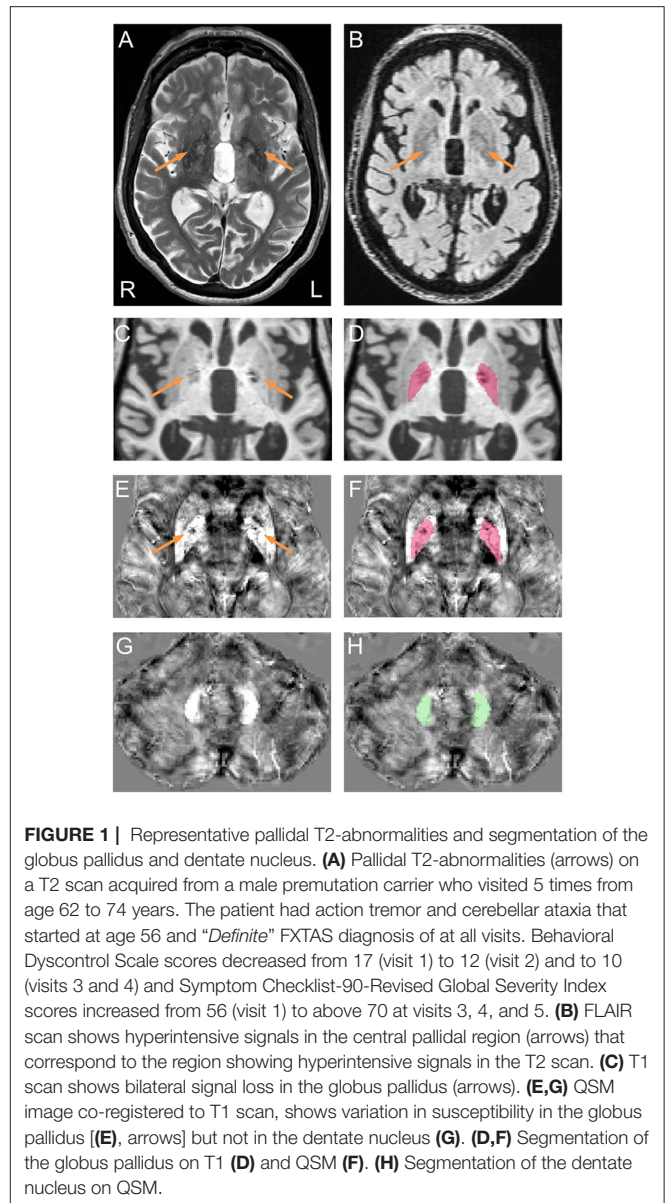 A
B
R
L
C
D
E
F
G
H
FIGURE 1 | Representative pallidal T2-abnormalities and segmentation of the
globus pallidus and dentate nucleus. (A) Pallidal T2-abnormalities (arrows) on
a T2 scan acquired from a male premutation carrier who visited 5 times from
age 62 to 74 years. The patient had action tremor and cerebellar ataxia that
started at age 56 and “Definite” FXTAS diagnosis of at all visits. Behavioral
Dyscontrol Scale scores decreased from 17 (visit 1) to 12 (visit 2) and to 10
(visits 3 and 4) and Symptom Checklist-90-Revised Global Severity Index
scores increased from 56 (visit 1) to above 70 at visits 3, 4, and 5. (B) FLAIR
scan shows hyperintensive signals in the central pallidal region (arrows) that
correspond to the region showing hyperintensive signals in the T2 scan. (C) T1
scan shows bilateral signal loss in the globus pallidus (arrows). (E,G) QSM
image co-registered to T1 scan, shows variation in susceptibility in the globus
pallidus [(E), arrows] but not in the dentate nucleus (G). (D,F) Segmentation of
the globus pallidus on T1 (D) and QSM (F). (H) Segmentation of the dentate
nucleus on QSM.